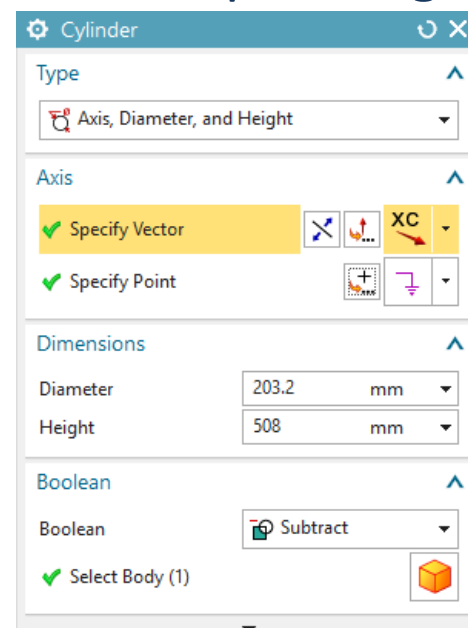 Cylinder
Type
Axis, Diameter, and Height
Axis
Specify Vector
XC
Specify Point
Dimensions
Diameter 203.2 mm
Height 508 mm
Boolean
Boolean Subtract
Select Body (1)